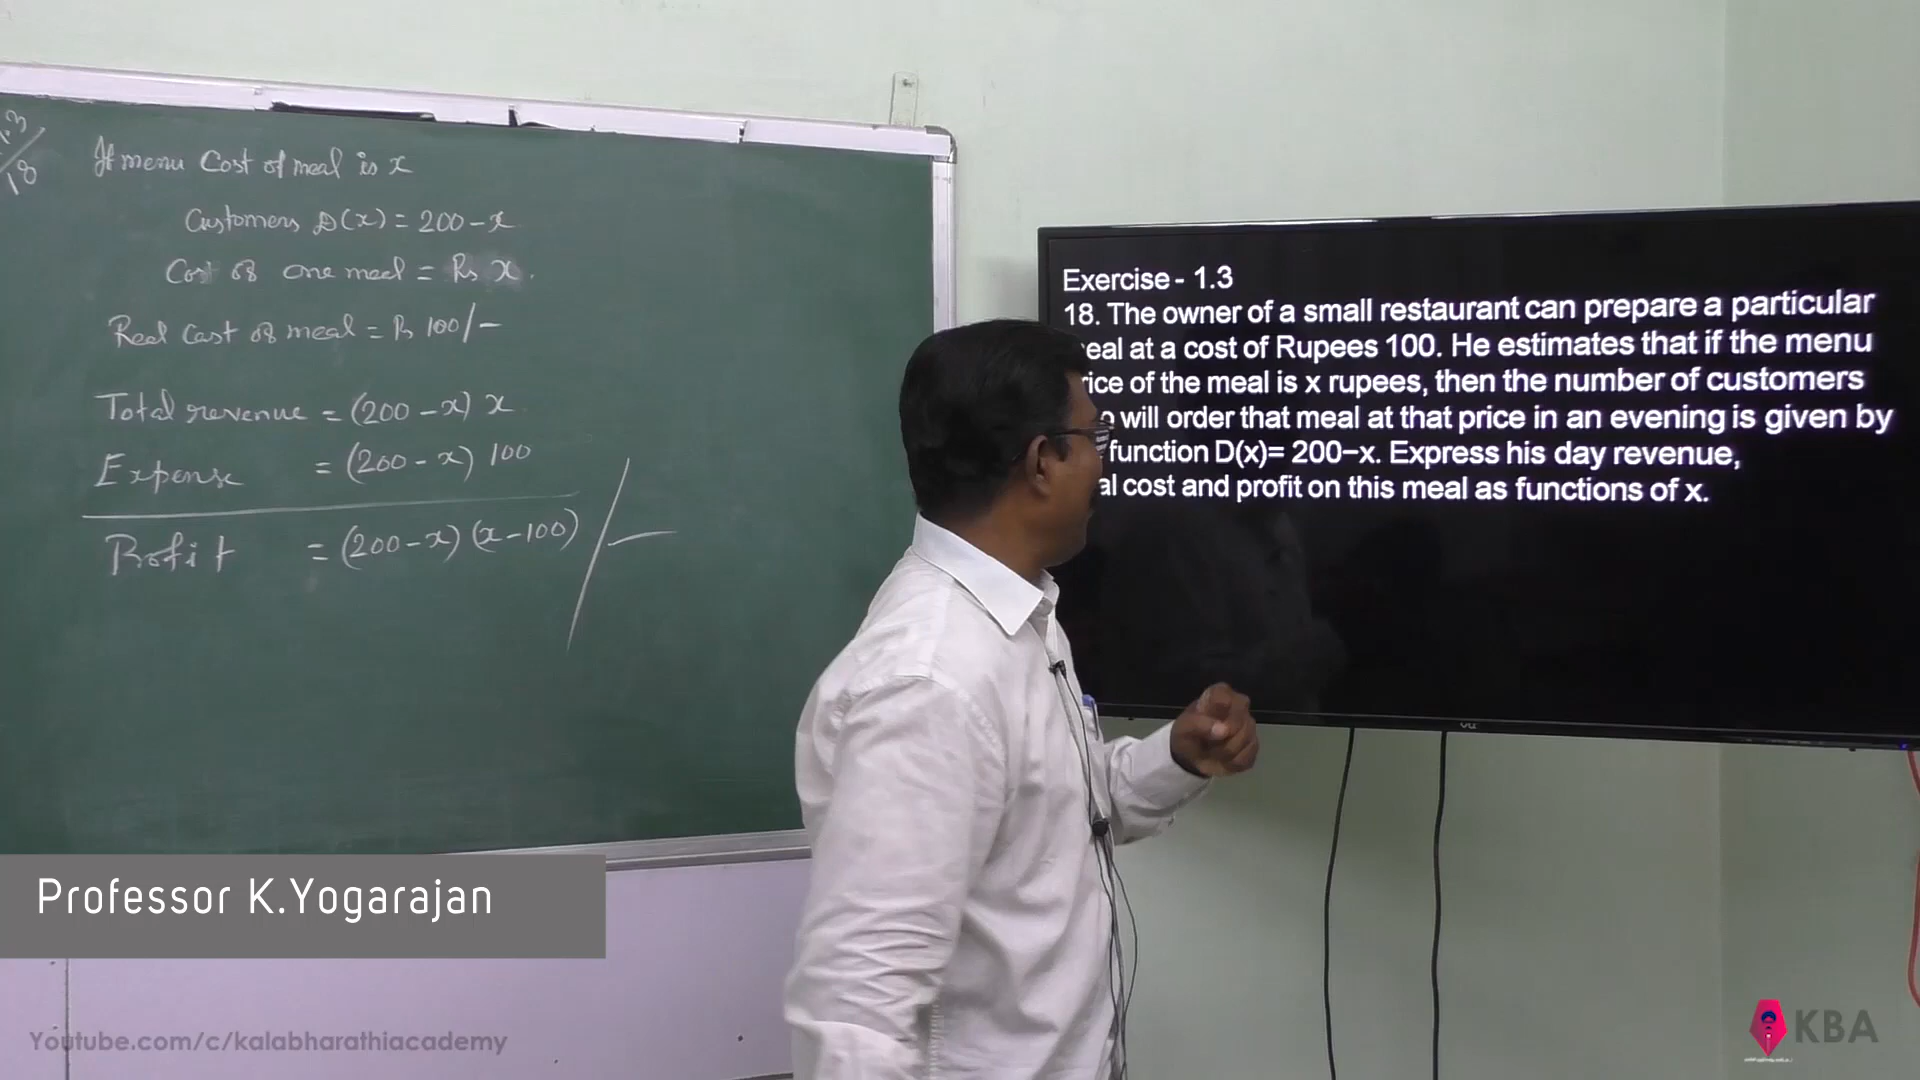 1.3
18
If menu Cost of meal is x
Customers D(x) = 200 - x
Cost of one meal = Rs x.
Real Cost of meal = Rs 100/-
Total revenue = (200 - x) x
Expense = (200 - x) 100
Profit = (200 - x) (x - 100)
Exercise - 1.3
18. The owner of a small restaurant can prepare a particular
eal at a cost of Rupees 100. He estimates that if the menu
rice of the meal is x rupees, then the number of customers
o will order that meal at that price in an evening is given by
function D(x)= 200−x. Express his day revenue,
al cost and profit on this meal as functions of x.
Professor K.Yogarajan
Youtube.com/c/kalabharathiacademy
KBA